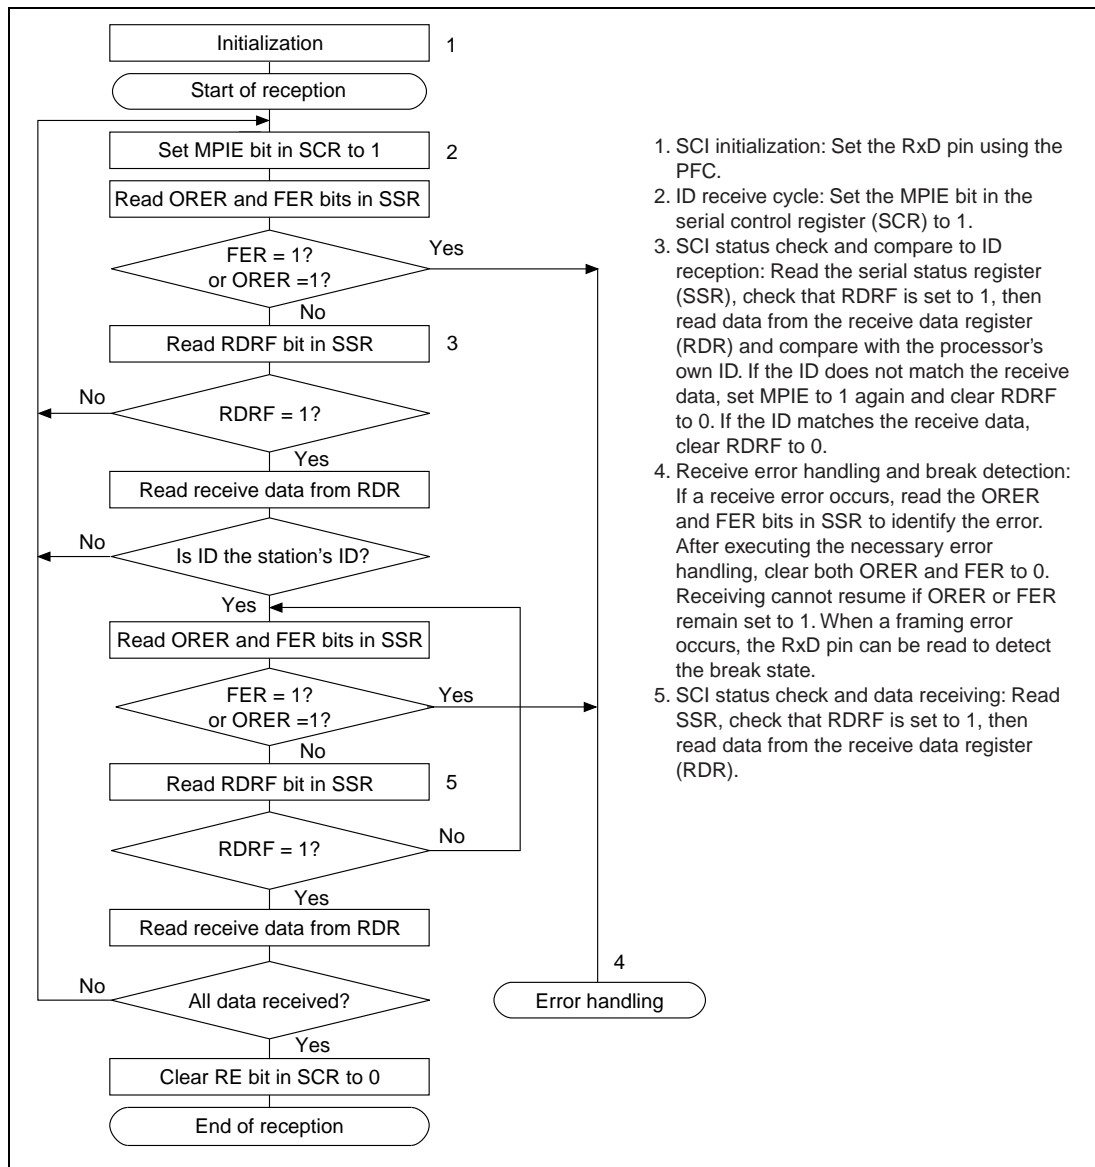 Initialization
1
Start of reception
Set MPIE bit in SCR to 1
2
Read ORER and FER bits in SSR
FER = 1?
or ORER =1?
Yes
No
Read RDRF bit in SSR
3
No
RDRF = 1?
Yes
Read receive data from RDR
No
Is ID the station's ID?
Yes
Read ORER and FER bits in SSR
FER = 1?
or ORER =1?
Yes
No
Read RDRF bit in SSR
5
RDRF = 1?
No
Yes
Read receive data from RDR
No
All data received?
4
Error handling
Yes
Clear RE bit in SCR to 0
End of reception
1. SCI initialization: Set the RxD pin using the
PFC.
2. ID receive cycle: Set the MPIE bit in the
serial control register (SCR) to 1.
3. SCI status check and compare to ID
reception: Read the serial status register
(SSR), check that RDRF is set to 1, then
read data from the receive data register
(RDR) and compare with the processor's
own ID. If the ID does not match the receive
data, set MPIE to 1 again and clear RDRF
to 0. If the ID matches the receive data,
clear RDRF to 0.
4. Receive error handling and break detection:
If a receive error occurs, read the ORER
and FER bits in SSR to identify the error.
After executing the necessary error
handling, clear both ORER and FER to 0.
Receiving cannot resume if ORER or FER
remain set to 1. When a framing error
occurs, the RxD pin can be read to detect
the break state.
5. SCI status check and data receiving: Read
SSR, check that RDRF is set to 1, then
read data from the receive data register
(RDR).